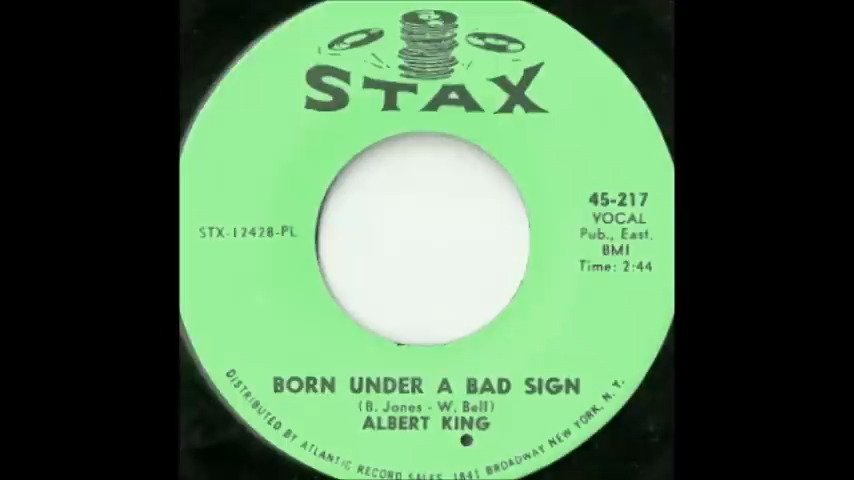 STAX
STX-12428-PL
45-217
VOCAL
Pub., East.
BMI
Time: 2:44
BORN UNDER A BAD SIGN
(B. Jones - W. Bell)
ALBERT KING
DISTRIBUTED BY ATLANTIC RECORD SALES, 1841 BROADWAY NEW YORK, N.Y.